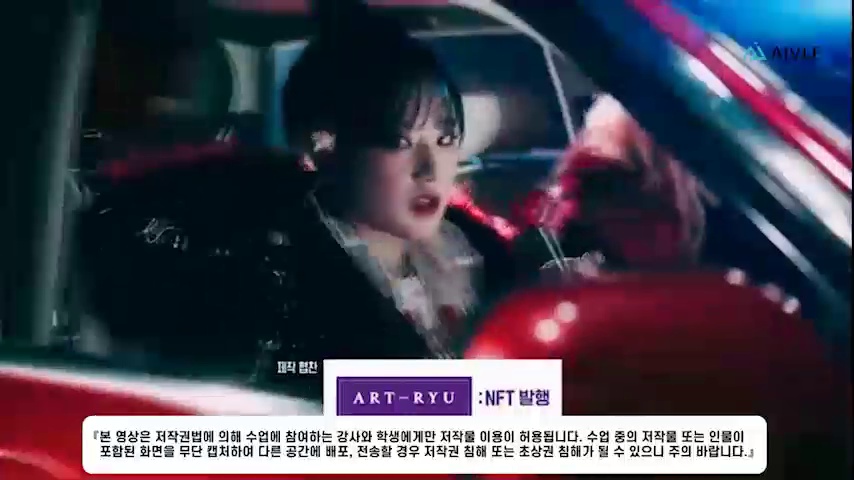 AIVLE
제작 협찬
ART-RYU :NFT 발행
『본 영상은 저작권법에 의해 수업에 참여하는 강사와 학생에게만 저작물 이용이 허용됩니다. 수업 중의 저작물 또는 인물이
포함된 화면을 무단 캡처하여 다른 공간에 배포, 전송할 경우 저작권 침해 또는 초상권 침해가 될 수 있으니 주의 바랍니다.』